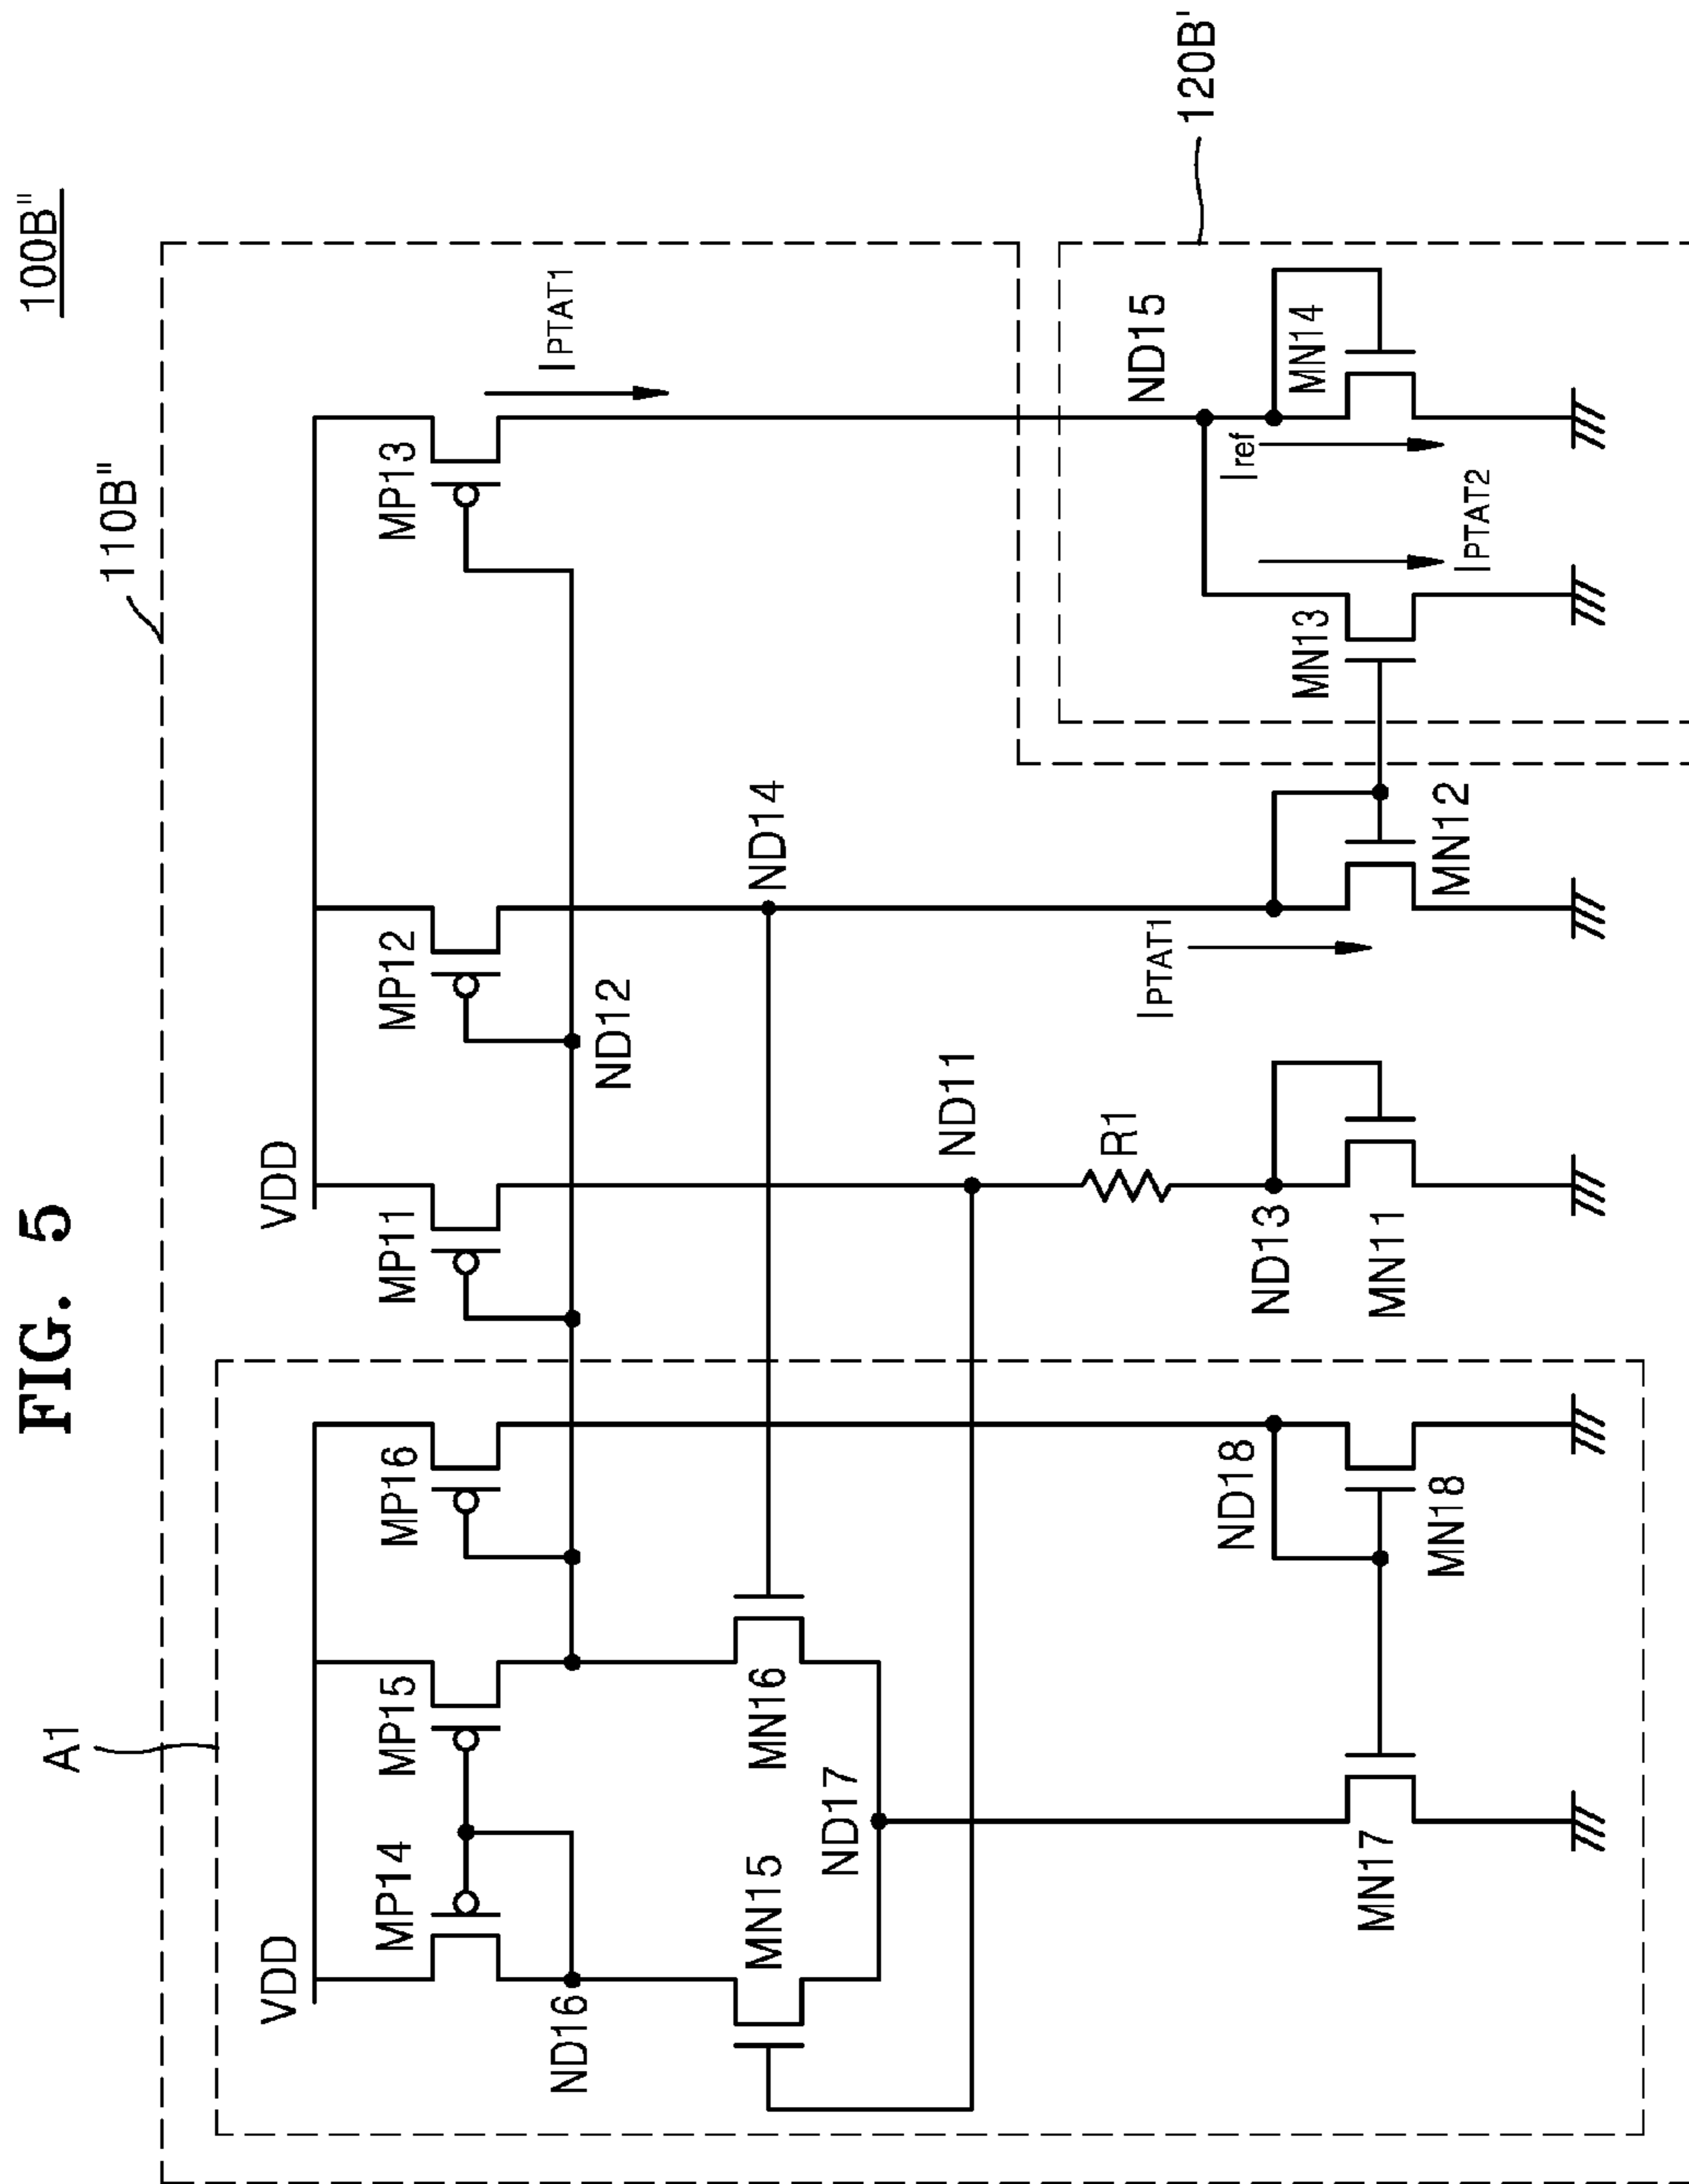 FIG. 5
100B"
110B"
A1
VDD
VDD
MP14
MP15
MP16
MP11
MP12
MP13
IPTAT1
ND16
ND12
MN15
MN16
ND14
ND17
ND11
ND15
R1
IPTAT1
120B'
ND18
ND13
Iref
MN13
MN14
MN17
MN18
MN11
MN12
IPTAT2